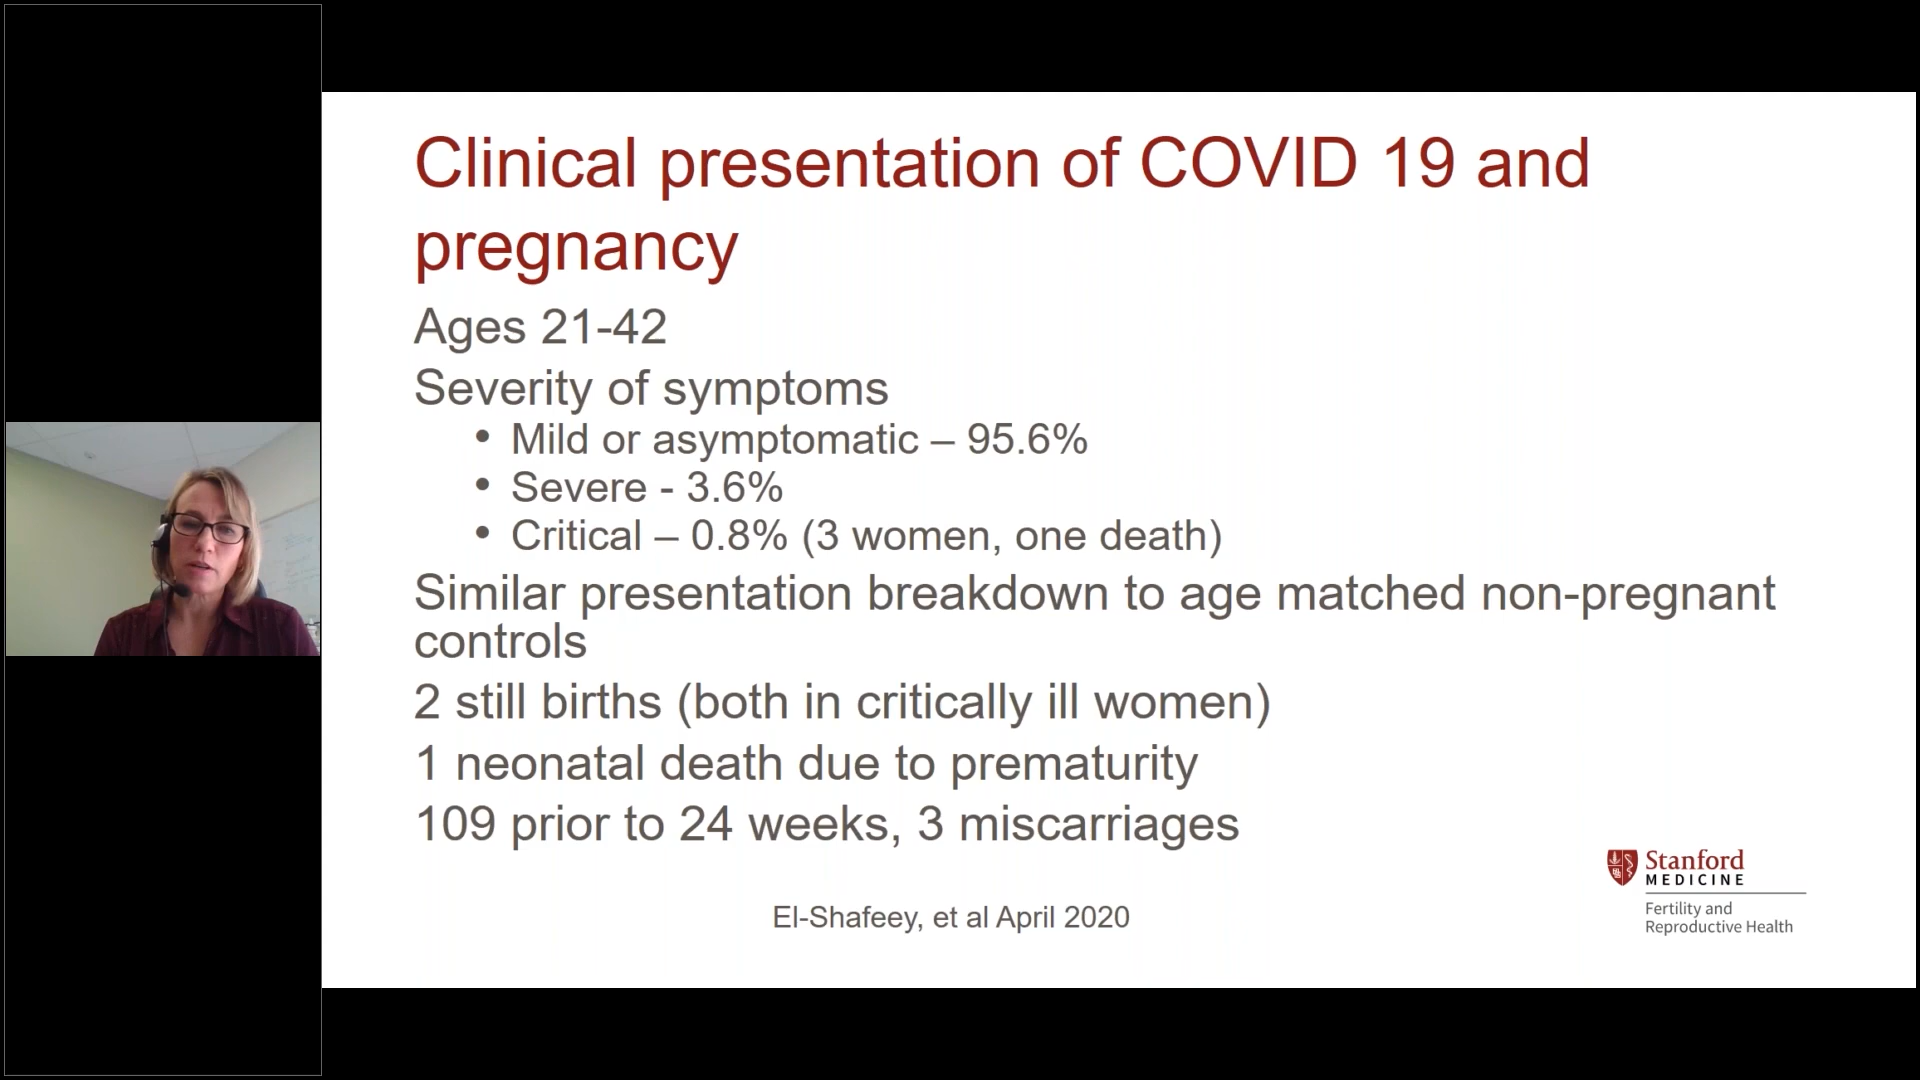 Clinical presentation of COVID 19 and
pregnancy
Ages 21-42
Severity of symptoms
• Mild or asymptomatic – 95.6%
• Severe - 3.6%
• Critical – 0.8% (3 women, one death)
Similar presentation breakdown to age matched non-pregnant
controls
2 still births (both in critically ill women)
1 neonatal death due to prematurity
109 prior to 24 weeks, 3 miscarriages
El-Shafeey, et al April 2020
Stanford
MEDICINE
Fertility and
Reproductive Health